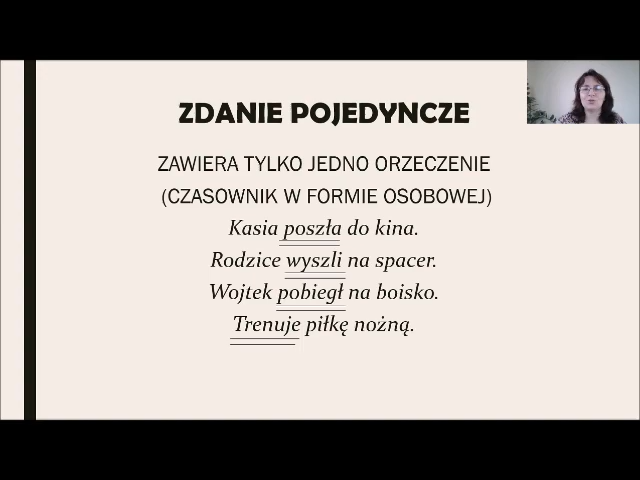 ZDANIE POJEDYNCZE
ZAWIERA TYLKO JEDNO ORZECZENIE
(CZASOWNIK W FORMIE OSOBOWEJ)
Kasia poszła do kina.
Rodzice wyszli na spacer.
Wojtek pobiegł na boisko.
Trenuje piłkę nożną.